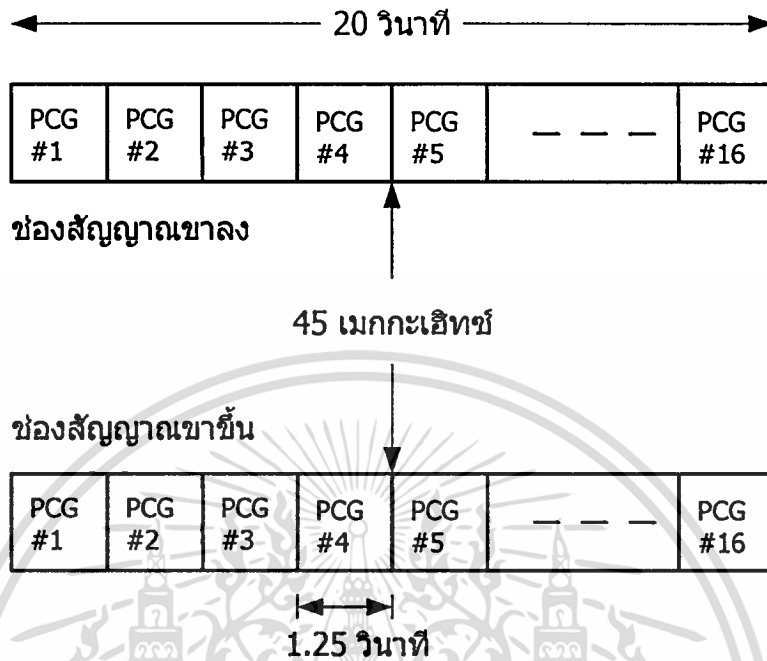 20 วินาที
PCG PCG PCG PCG PCG PCG
#1 #2 #3 #4 #5 — — — #16
ช่องสัญญาณขาลง
45 เมกกะเฮิทซ์
ช่องสัญญาณขาขึ้น
PCG PCG PCG PCG PCG PCG
#1 #2 #3 #4 #5 — — — #16
1.25 วินาที